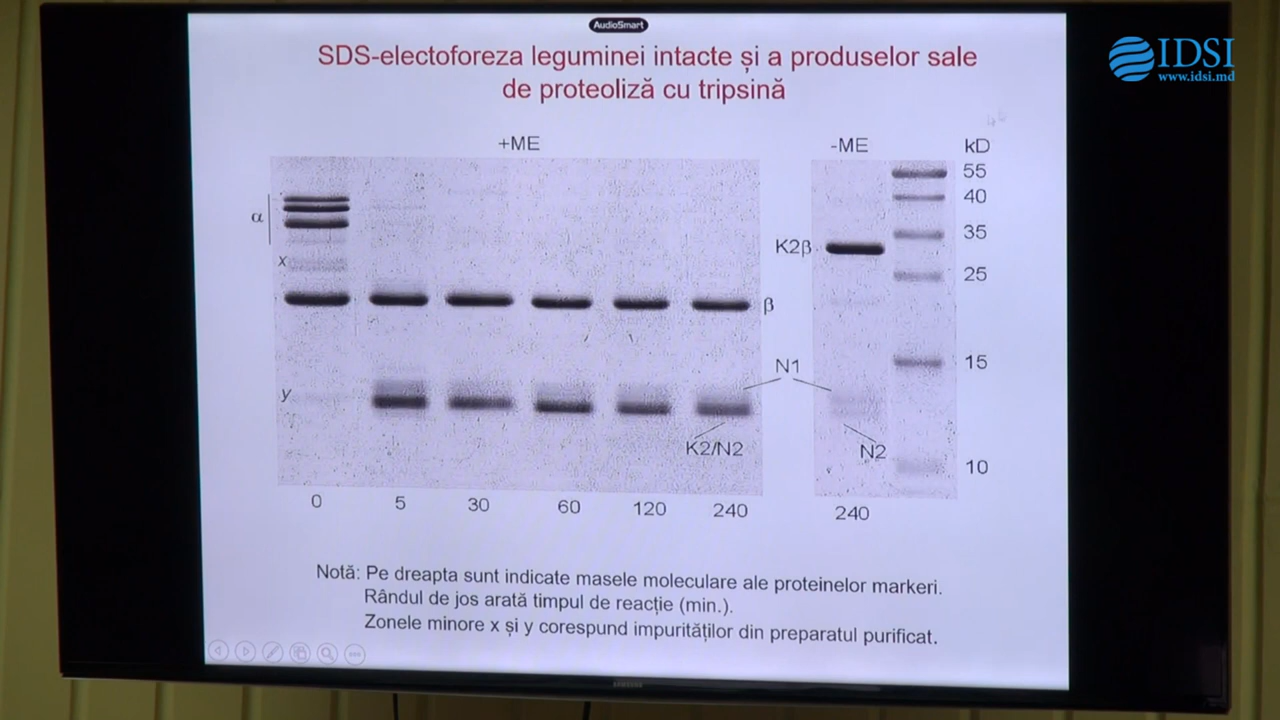 AudioSmart
IDSI
www.idsi.md
SDS-electoforeza leguminei intacte și a produselor sale
de proteoliză cu tripsină
+ME
-ME
kD
α
x
β
y
K2β
N1
K2/N2
N2
55
40
35
25
15
10
0 5 30 60 120 240
240
Notă: Pe dreapta sunt indicate masele moleculare ale proteinelor markeri.
Rândul de jos arată timpul de reacție (min.).
Zonele minore x și y corespund impurităților din preparatul purificat.
SAMSUNG